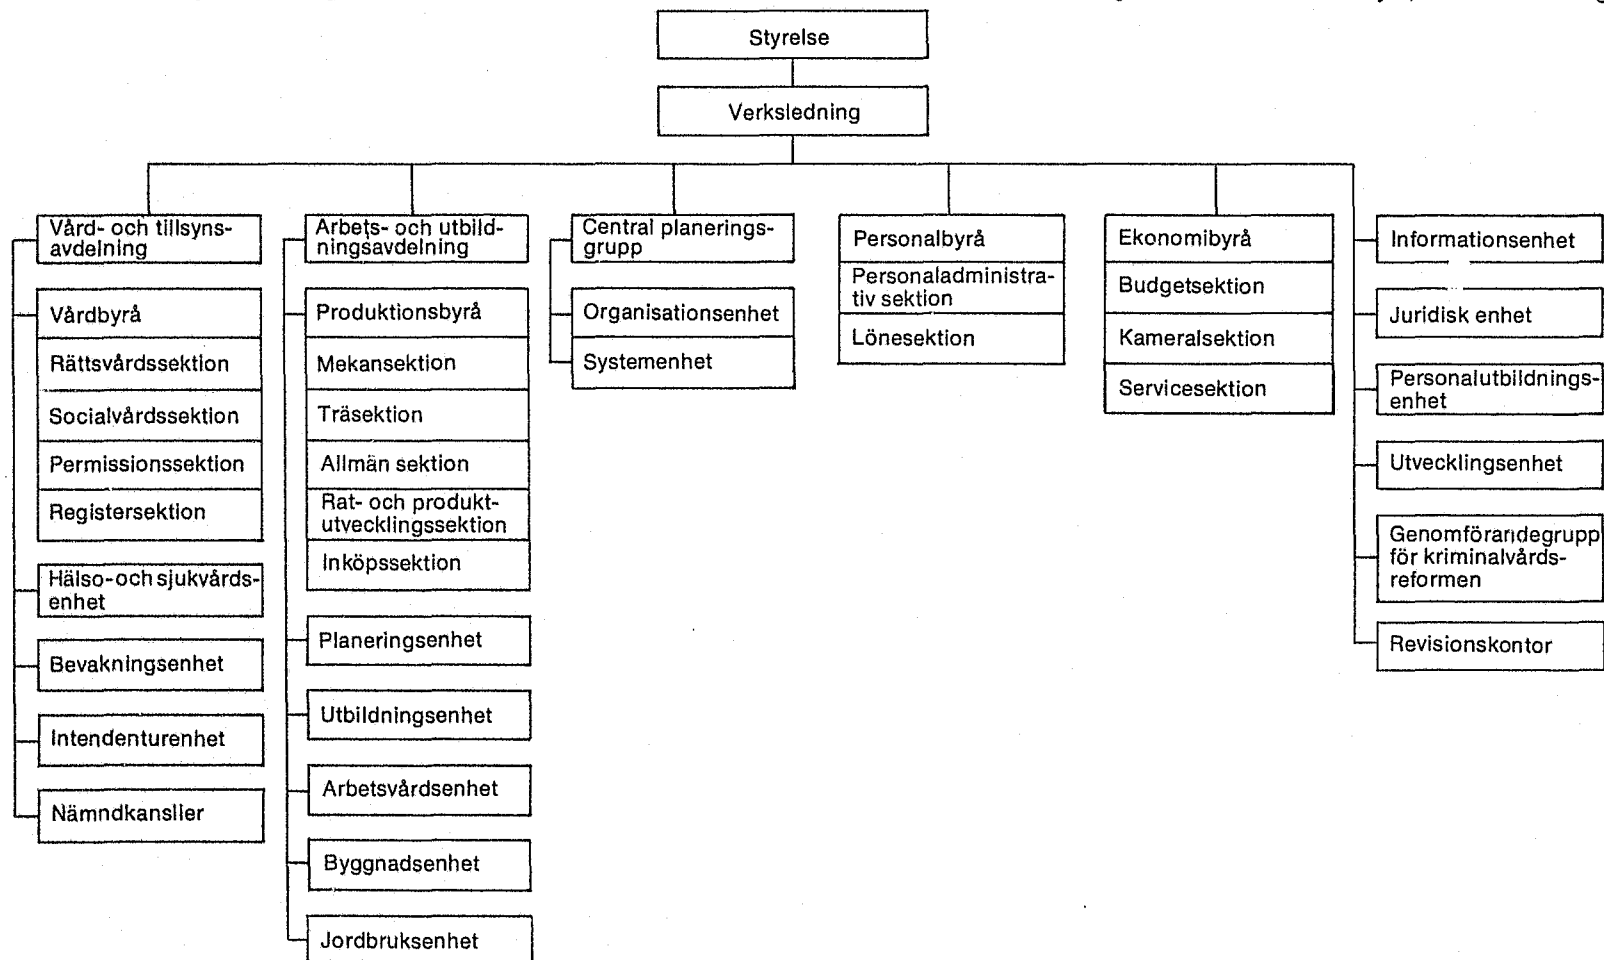 Styrelse
Verksledning
Vård- och tillsyns-
avdelning
Vårdbyrå
Rättsvårdssektion
Socialvårdssektion
Permissionssektion
Registersektion
Hälso- och sjukvårds-
enhet
Bevakningsenhet
Intendenturenhet
Nämndkanslier
Arbets- och utbild-
ningsavdelning
Produktionsbyrå
Mekansektion
Träsektion
Allmän sektion
Rat- och produkt-
utvecklingssektion
Inköpssektion
Planeringsenhet
Utbildningsenhet
Arbetsvårdsenhet
Byggnadsenhet
Jordbruksenhet
Central planerings-
grupp
Organisationsenhet
Systemenhet
Personalbyrå
Personaladministra-
tiv sektion
Lönesektion
Ekonomibyrå
Budgetsektion
Kameralsektion
Servicesektion
Informationsenhet
Juridisk enhet
Personalutbildnings-
enhet
Utvecklingsenhet
Genomförandegrupp
för kriminalvårds-
reformen
Revisionskontor